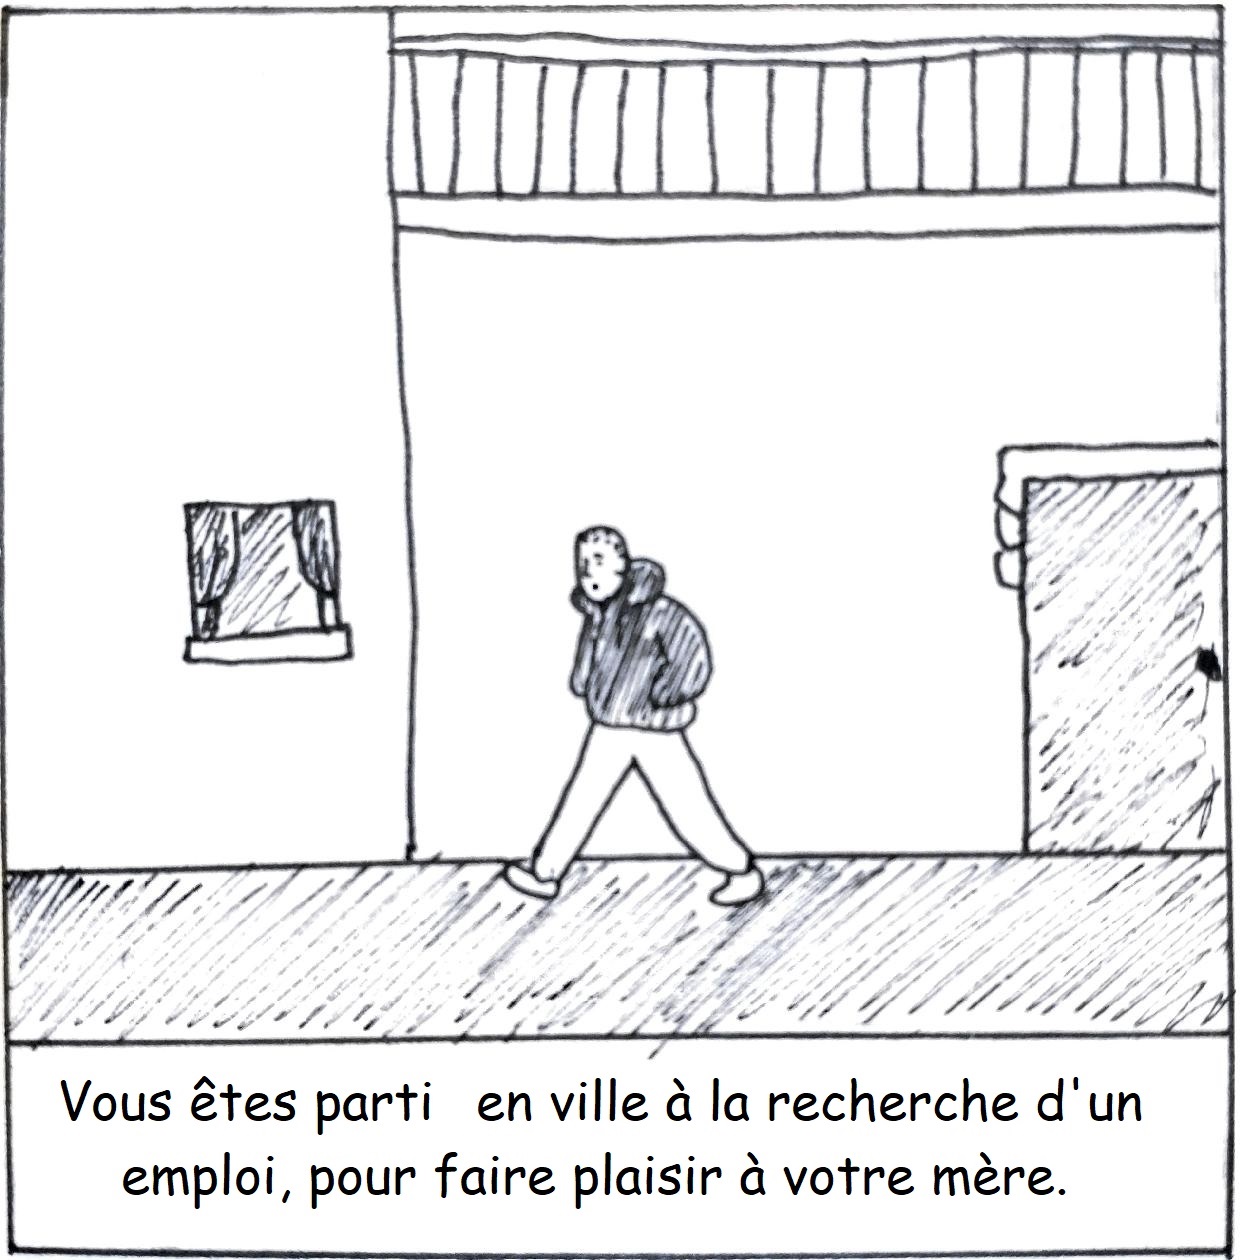 Vous êtes parti en ville à la recherche d'un
emploi, pour faire plaisir à votre mère.